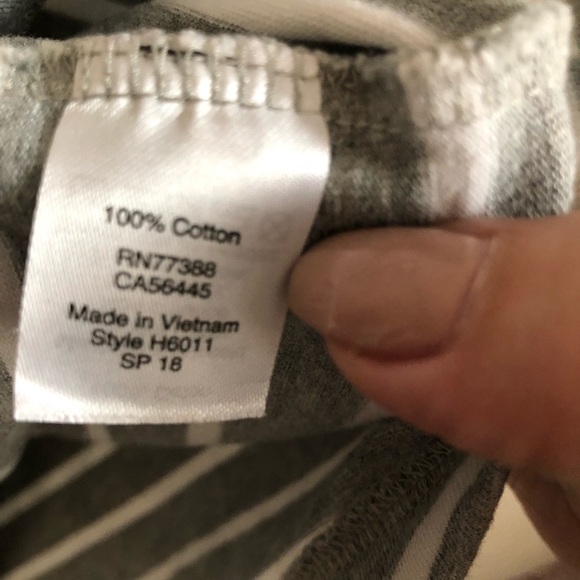 100% Cotton
RN77388
CA56445
Made in Vietnam
Style H6011
SP 18